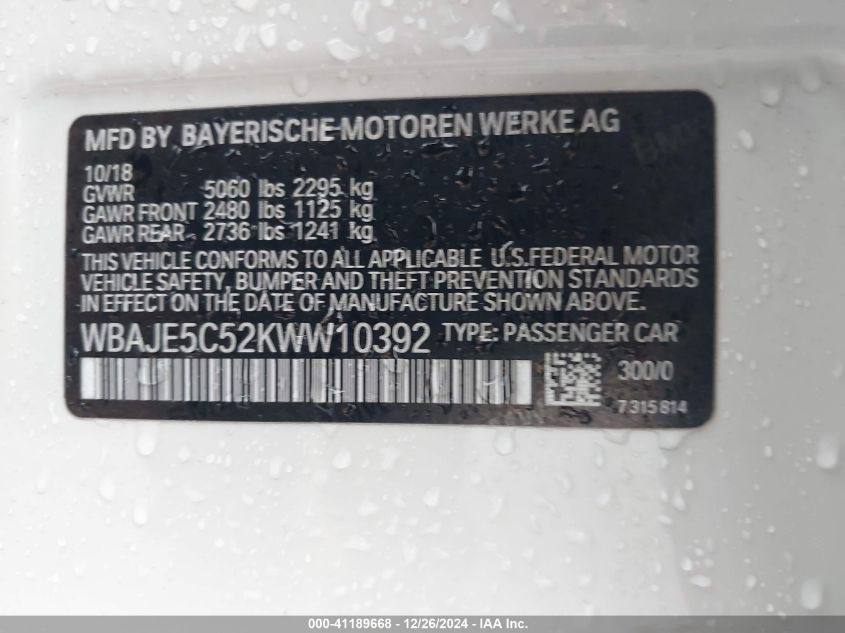 MFD BY BAYERISCHE MOTOREN WERKE AG
BMW
10/18
GVWR 5060 lbs 2295 kg
GAWR FRONT 2480 lbs 1125 kg
GAWR REAR - 2736 lbs 1241 kg
THIS VEHICLE CONFORMS TO ALL APPLICABLE U.S.FEDERAL MOTOR
VEHICLE SAFETY, BUMPER AND THEFT PREVENTION STANDARDS
IN EFFECT ON THE DATE OF MANUFACTURE SHOWN ABOVE.
WBAJE5C52KWW10392 TYPE: PASSENGER CAR
300/0
7315814
000-41189668 - 12/26/2024 - IAA Inc.